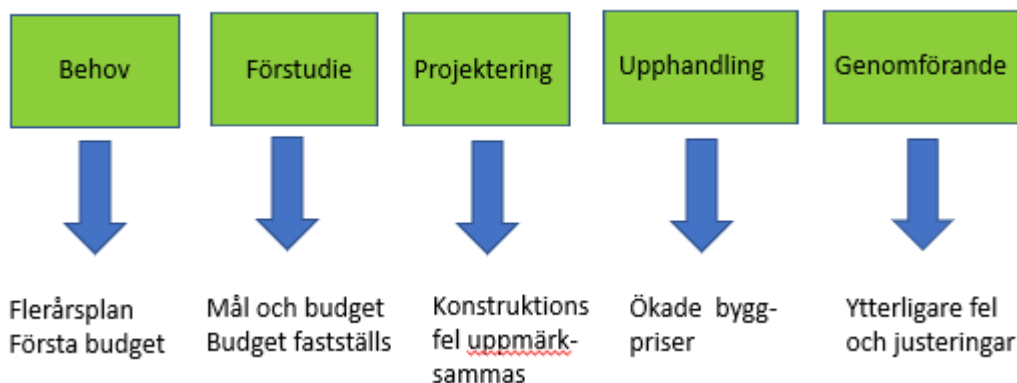 Behov
Förstudie
Projektering
Upphandling
Genomförande
Flerårsplan
Första budget
Mål och budget
Budget fastställs
Konstruktions
fel uppmärk-
sammas
Ökade bygg-
priser
Ytterligare fel
och justeringar